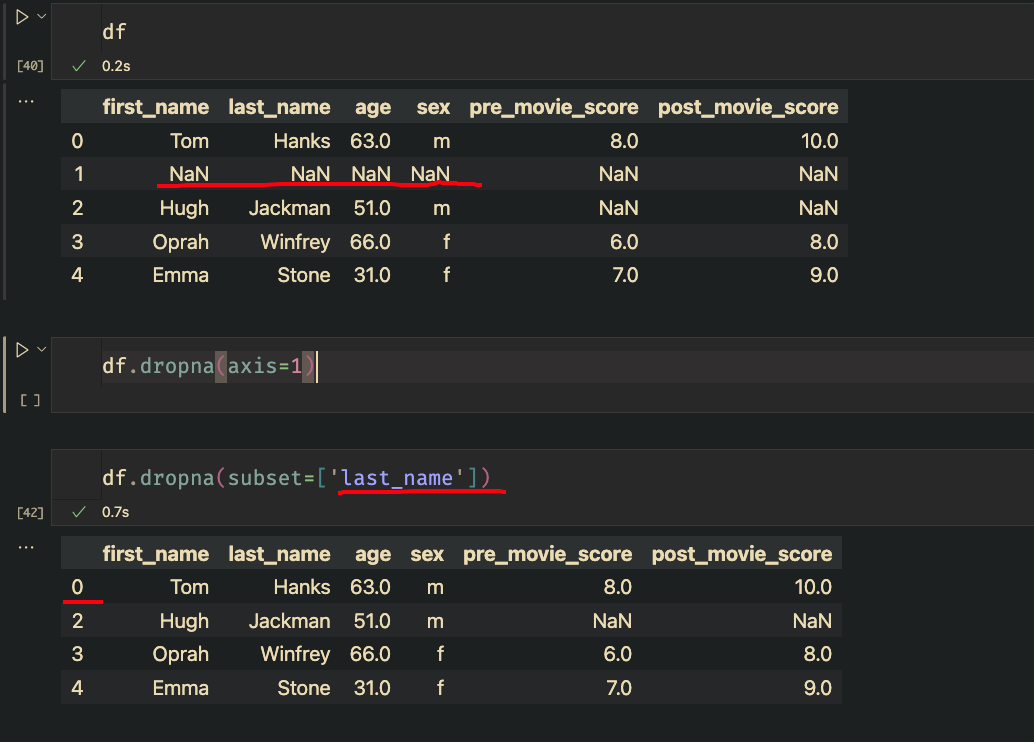 df
[40] ✓ 0.2s
...
first_name last_name age sex pre_movie_score post_movie_score
0 Tom Hanks 63.0 m 8.0 10.0
1 NaN NaN NaN NaN NaN NaN
2 Hugh Jackman 51.0 m NaN NaN
3 Oprah Winfrey 66.0 f 6.0 8.0
4 Emma Stone 31.0 f 7.0 9.0
df.dropna(axis=1)
[ ]
df.dropna(subset=['last_name'])
[42] ✓ 0.7s
...
first_name last_name age sex pre_movie_score post_movie_score
0 Tom Hanks 63.0 m 8.0 10.0
2 Hugh Jackman 51.0 m NaN NaN
3 Oprah Winfrey 66.0 f 6.0 8.0
4 Emma Stone 31.0 f 7.0 9.0